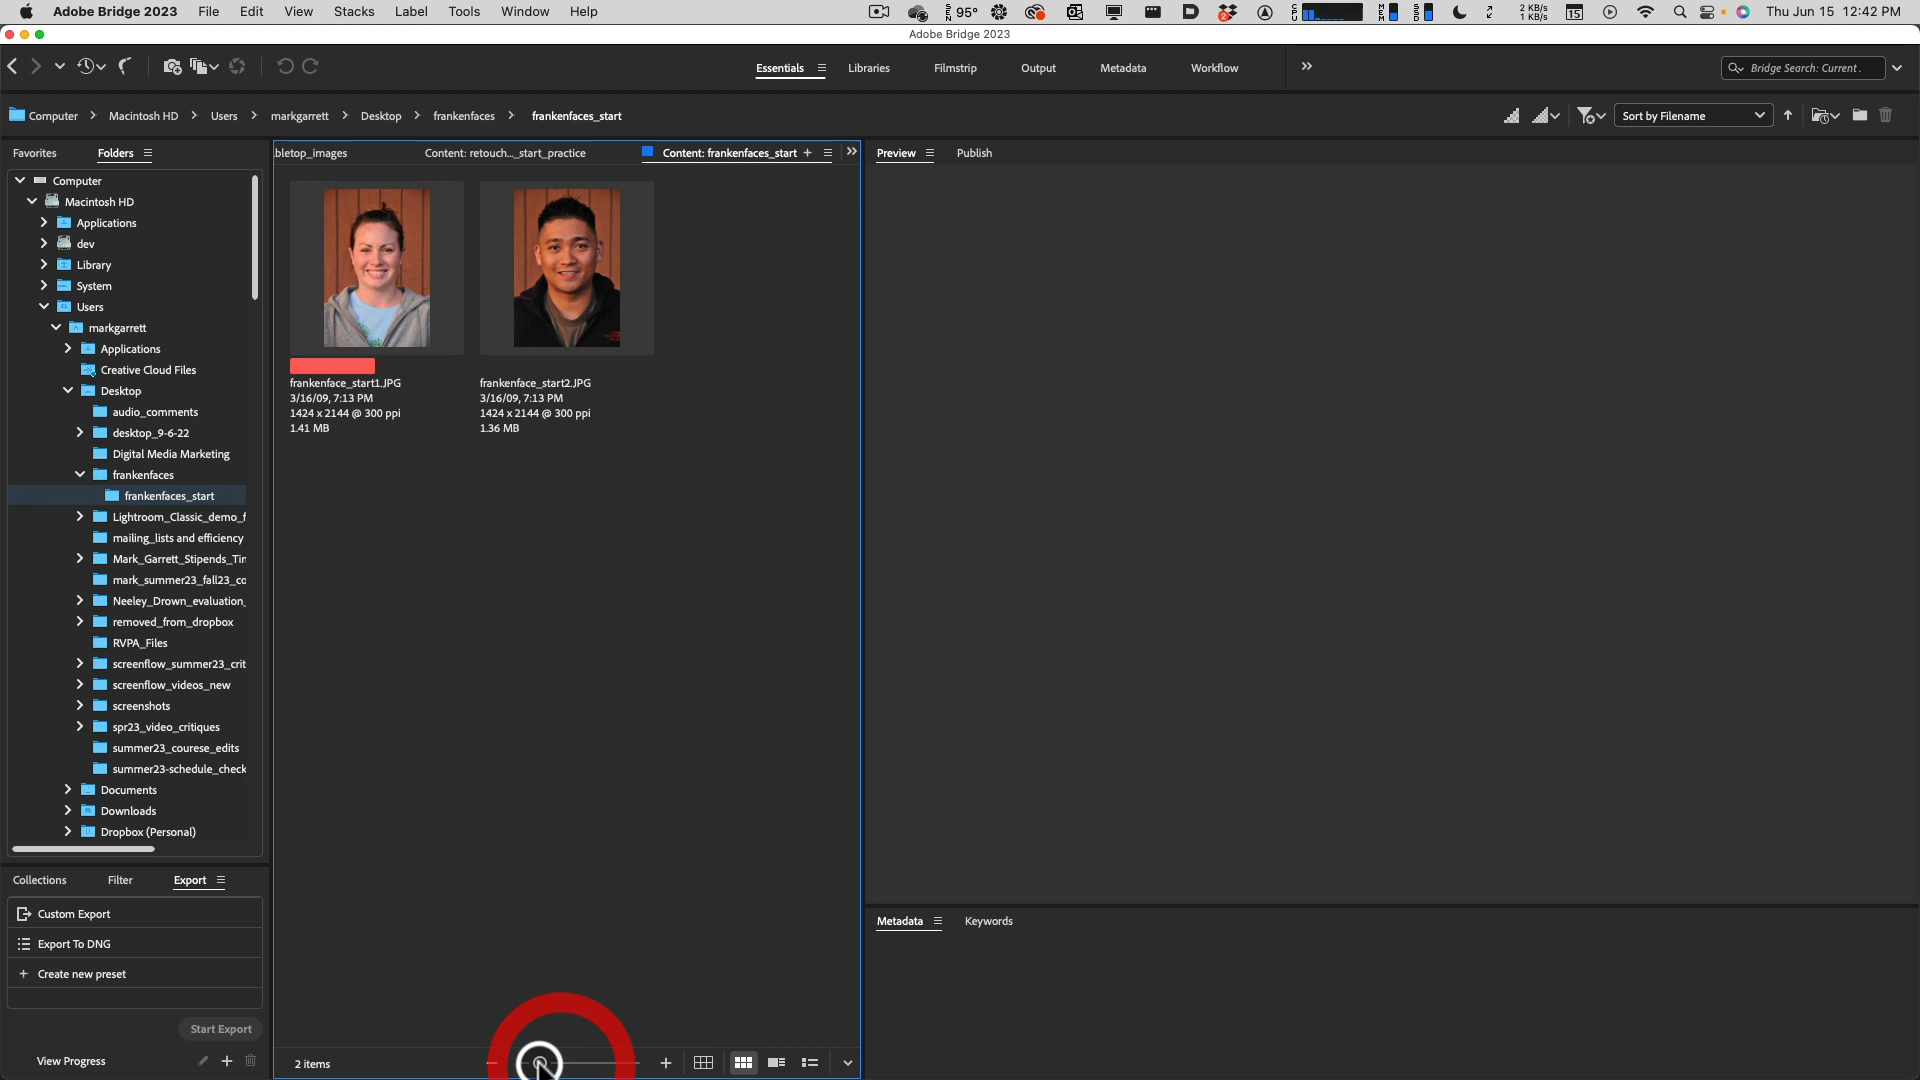 Adobe Bridge 2023 File Edit View Stacks Label Tools Window Help 95° 2 KB/s 1 KB/s 15 Thu Jun 15 12:42 PM
Adobe Bridge 2023
Essentials Libraries Filmstrip Output Metadata Workflow Bridge Search: Current .
Computer Macintosh HD Users markgarrett Desktop frankenfaces frankenfaces_start Sort by Filename
Favorites Folders
bletop_images Content: retouch..._start_practice Content: frankenfaces_start
Preview Publish
Computer
Macintosh HD
Applications
dev
Library
System
Users
markgarrett
Applications
Creative Cloud Files
Desktop
audio_comments
desktop_9-6-22
Digital Media Marketing
frankenfaces
frankenfaces_start
Lightroom_Classic_demo_f
mailing_lists and efficiency
Mark_Garrett_Stipends_Tin
mark_summer23_fall23_co
Neeley_Drown_evaluation_
removed_from_dropbox
RVPA_Files
screenflow_summer23_crit
screenflow_videos_new
screenshots
spr23_video_critiques
summer23_courese_edits
summer23-schedule_check
Documents
Downloads
Dropbox (Personal)
frankenface_start1.JPG
3/16/09, 7:13 PM
1424 x 2144 @ 300 ppi
1.41 MB
frankenface_start2.JPG
3/16/09, 7:13 PM
1424 x 2144 @ 300 ppi
1.36 MB
Collections Filter Export
Custom Export
Export To DNG
Create new preset
Start Export
View Progress
2 items
Metadata Keywords